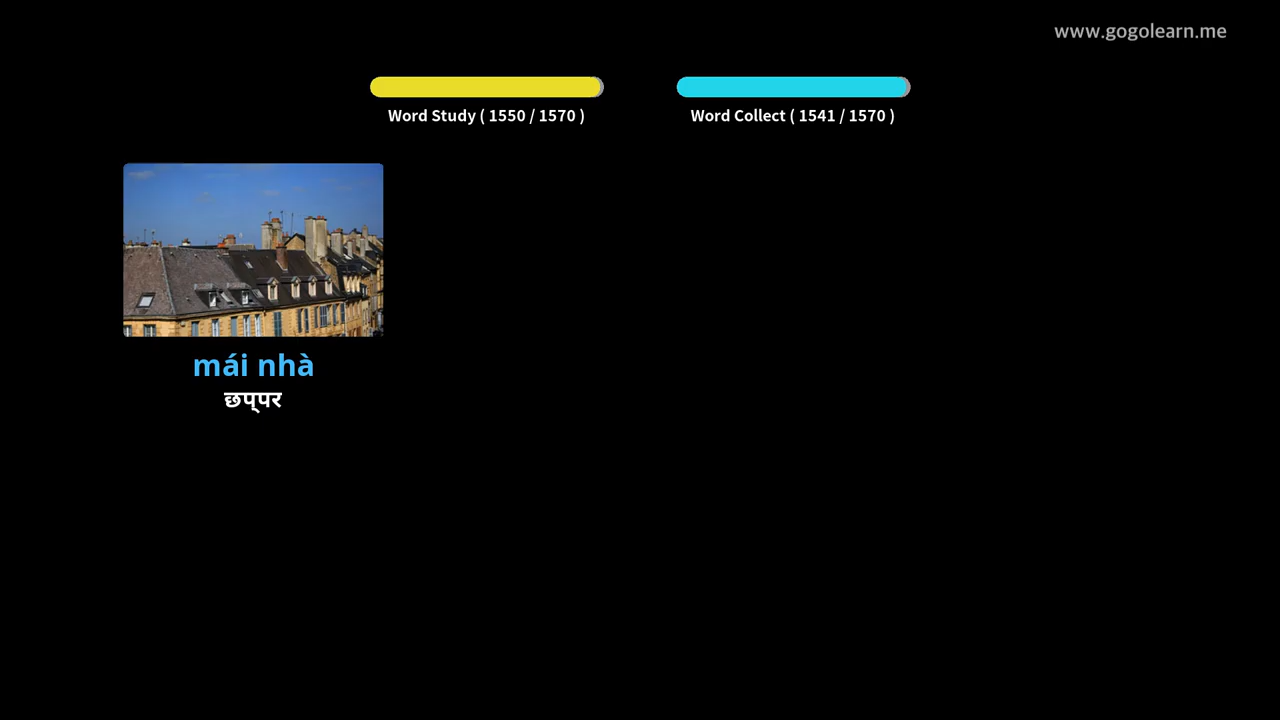 www.gogolearn.me
Word Study ( 1550 / 1570 )
Word Collect ( 1541 / 1570 )
mái nhà
छप्पर